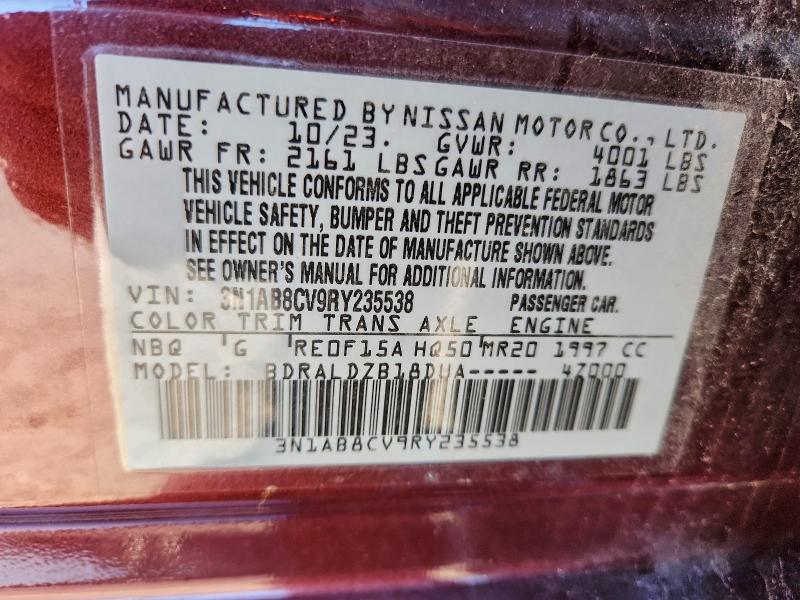 MANUFACTURED BY NISSAN MOTOR CO., LTD.
DATE: 10/23. GVWR: 4001 LBS
GAWR FR: 2161 LBS GAWR RR: 1863 LBS
THIS VEHICLE CONFORMS TO ALL APPLICABLE FEDERAL MOTOR
VEHICLE SAFETY, BUMPER AND THEFT PREVENTION STANDARDS
IN EFFECT ON THE DATE OF MANUFACTURE SHOWN ABOVE.
SEE OWNER'S MANUAL FOR ADDITIONAL INFORMATION.
VIN: 3N1AB8CV9RY235538 PASSENGER CAR.
COLOR TRIM TRANS AXLE ENGINE
NBQ G RE0F15A HQ50 MR20 1997 CC
MODEL: BDRALDZB18DUA----- 4Z000
3N1AB8CV9RY235538